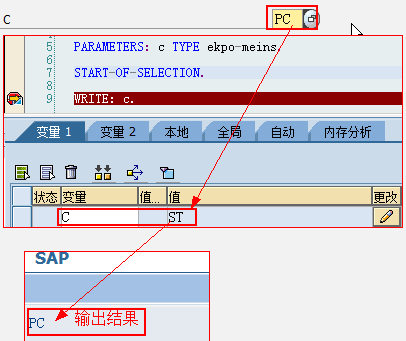 C PC
5 PARAMETERS: c TYPE ekpo-meins.
6
7 START-OF-SELECTION.
8
9 WRITE: c.
变量 1 变量 2 本地 全局 自动 内存分析
状态 变量 值... 值 更改
C ST
SAP
PC 输出结果